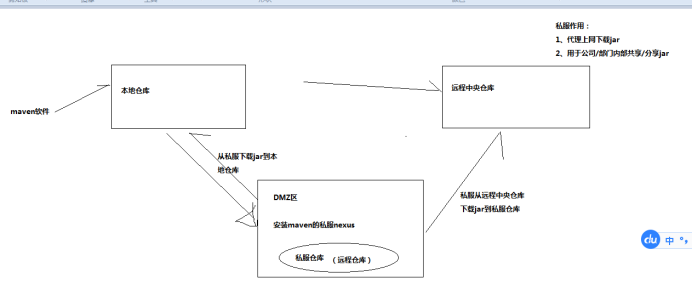 私服作用：
1、代理上网下载jar
2、用于公司/部门内部共享/分享jar
本地仓库
远程中央仓库
maven软件
从私服下载jar到本
地仓库
DMZ区
安装maven的私服nexus
私服仓库 （远程仓库）
私服从远程中央仓库
下载jar到私服仓库
du 中 °,